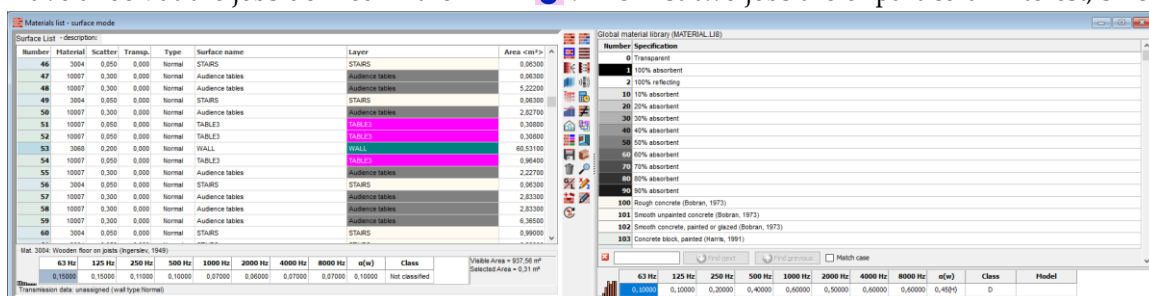 Materials list - surface mode
Surface List - description:
Number Material Scatter Transp. Type Surface name Layer Area <m²>
46 3004 0,050 0,000 Normal STAIRS STAIRS 0,06300
47 10007 0,300 0,000 Normal Audience tables Audience tables 0,06300
48 10007 0,300 0,000 Normal Audience tables Audience tables 5,22200
49 3004 0,050 0,000 Normal STAIRS STAIRS 0,06300
50 10007 0,300 0,000 Normal Audience tables Audience tables 2,82700
51 10007 0,050 0,000 Normal TABLE3 TABLE3 0,30800
52 10007 0,050 0,000 Normal TABLE3 TABLE3 0,30800
53 3068 0,200 0,000 Normal WALL WALL 60,53100
54 10007 0,050 0,000 Normal TABLE3 TABLE3 0,96400
55 10007 0,300 0,000 Normal Audience tables Audience tables 2,22700
56 3004 0,050 0,000 Normal STAIRS STAIRS 0,06300
57 10007 0,300 0,000 Normal Audience tables Audience tables 2,83300
58 10007 0,300 0,000 Normal Audience tables Audience tables 2,83300
59 10007 0,300 0,000 Normal Audience tables Audience tables 6,36500
60 3004 0,050 0,000 Normal STAIRS STAIRS 0,99000
Mat. 3004: Wooden floor on joists (Ingerslev, 1949)
63 Hz 125 Hz 250 Hz 500 Hz 1000 Hz 2000 Hz 4000 Hz 8000 Hz α(w) Class
0,15000 0,15000 0,11000 0,10000 0,07000 0,06000 0,07000 0,07000 0,10000 Not classified
Visible Area = 937,56 m²
Selected Area = 0,31 m²
Transmission data: unassigned (wall type:Normal)
Global material library (MATERIAL.LI8)
Number Specification
0 Transparent
1 100% absorbent
2 100% reflecting
10 10% absorbent
20 20% absorbent
30 30% absorbent
40 40% absorbent
50 50% absorbent
60 60% absorbent
70 70% absorbent
80 80% absorbent
90 90% absorbent
100 Rough concrete (Bobran, 1973)
101 Smooth unpainted concrete (Bobran, 1973)
102 Smooth concrete, painted or glazed (Bobran, 1973)
103 Concrete block, painted (Harris, 1991)
Find next Find previous Match case
63 Hz 125 Hz 250 Hz 500 Hz 1000 Hz 2000 Hz 4000 Hz 8000 Hz α(w) Class Model
0,10000 0,10000 0,20000 0,40000 0,60000 0,50000 0,60000 0,60000 0,45(H) D